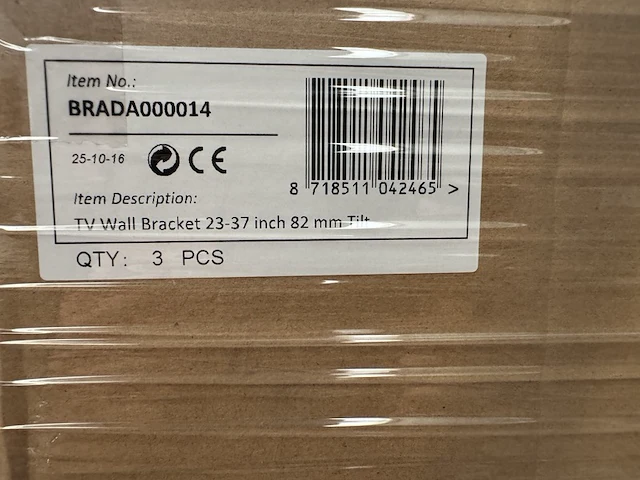 Item No.:
BRADA000014
25-10-16 CE
8 718511 042465 >
Item Description:
TV Wall Bracket 23-37 inch 82 mm Tilt
QTY: 3 PCS